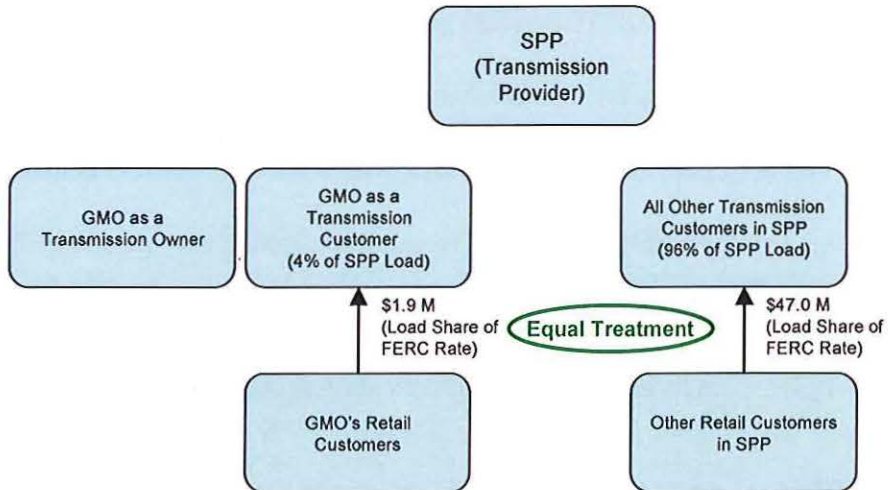 SPP
(Transmission
Provider)
GMO as a
Transmission Owner
GMO as a
Transmission
Customer
(4% of SPP Load)
All Other Transmission
Customers in SPP
(96% of SPP Load)
$1.9 M
(Load Share of
FERC Rate)
Equal Treatment
$47.0 M
(Load Share of
FERC Rate)
GMO's Retail
Customers
Other Retail Customers
in SPP